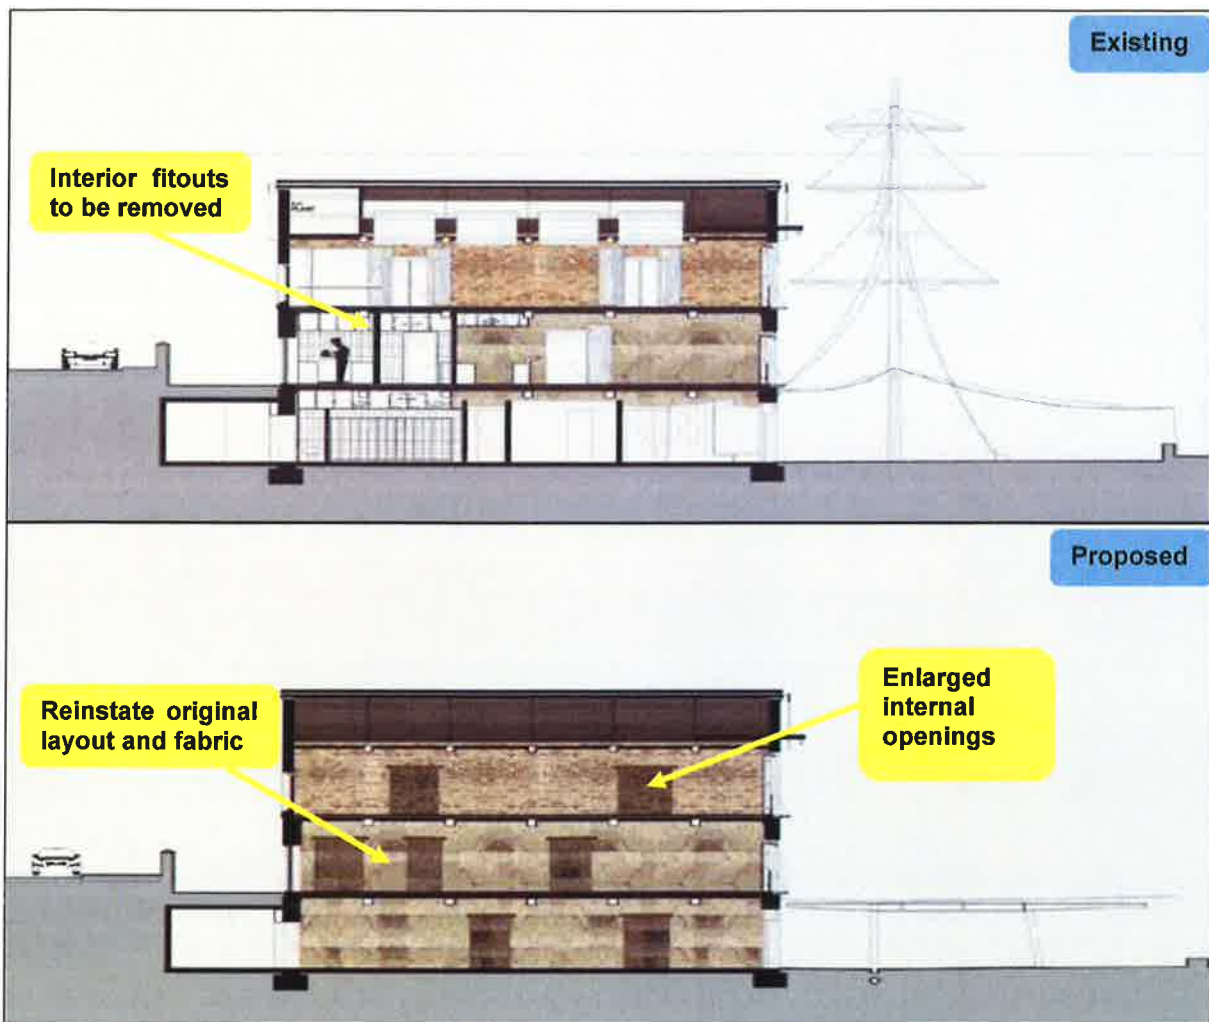 Existing
Interior fitouts
to be removed
Proposed
Enlarged
internal
openings
Reinstate original
layout and fabric